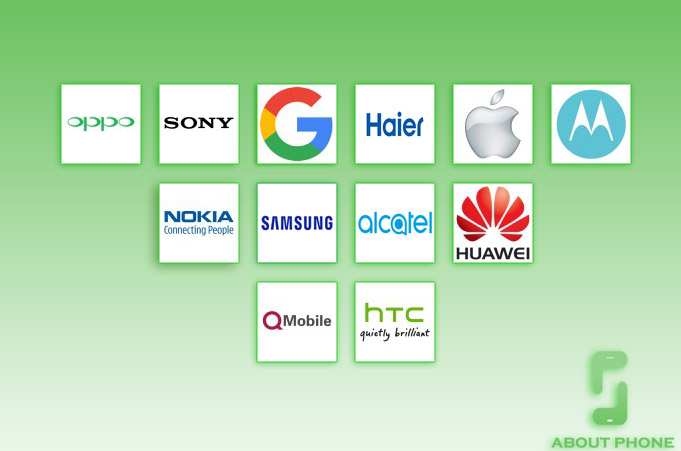 oppo
SONY
G
Haier
NOKIA
Connecting People
SAMSUNG
alcatel
HUAWEI
QMobile
hTC
quietly brilliant
ABOUT PHONE